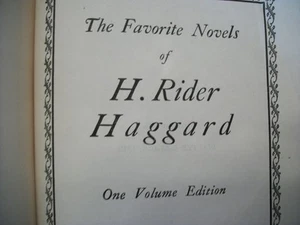 The Favorite Novels
of
H. Rider
Haggard
One Volume Edition